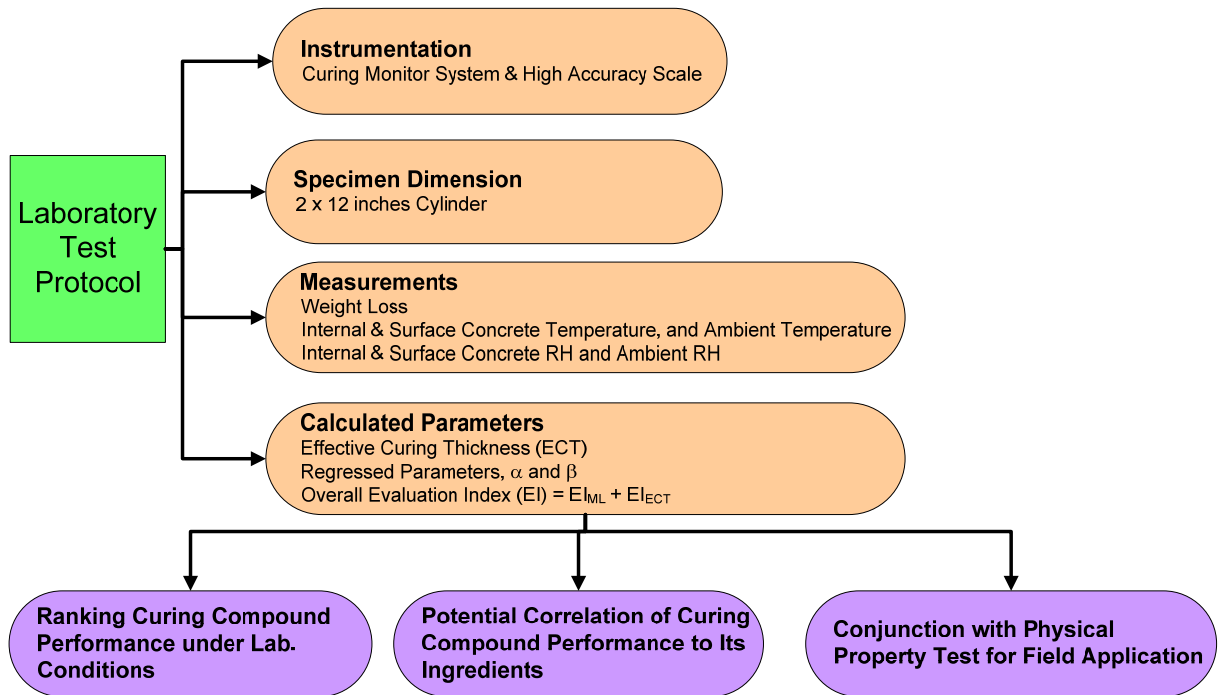 Laboratory
Test
Protocol
Instrumentation
Curing Monitor System & High Accuracy Scale
Specimen Dimension
2 x 12 inches Cylinder
Measurements
Weight Loss
Internal & Surface Concrete Temperature, and Ambient Temperature
Internal & Surface Concrete RH and Ambient RH
Calculated Parameters
Effective Curing Thickness (ECT)
Regressed Parameters, α and β
Overall Evaluation Index (EI) = EI_ML + EI_ECT
Ranking Curing Compound
Performance under Lab.
Conditions
Potential Correlation of Curing
Compound Performance to Its
Ingredients
Conjunction with Physical
Property Test for Field Application